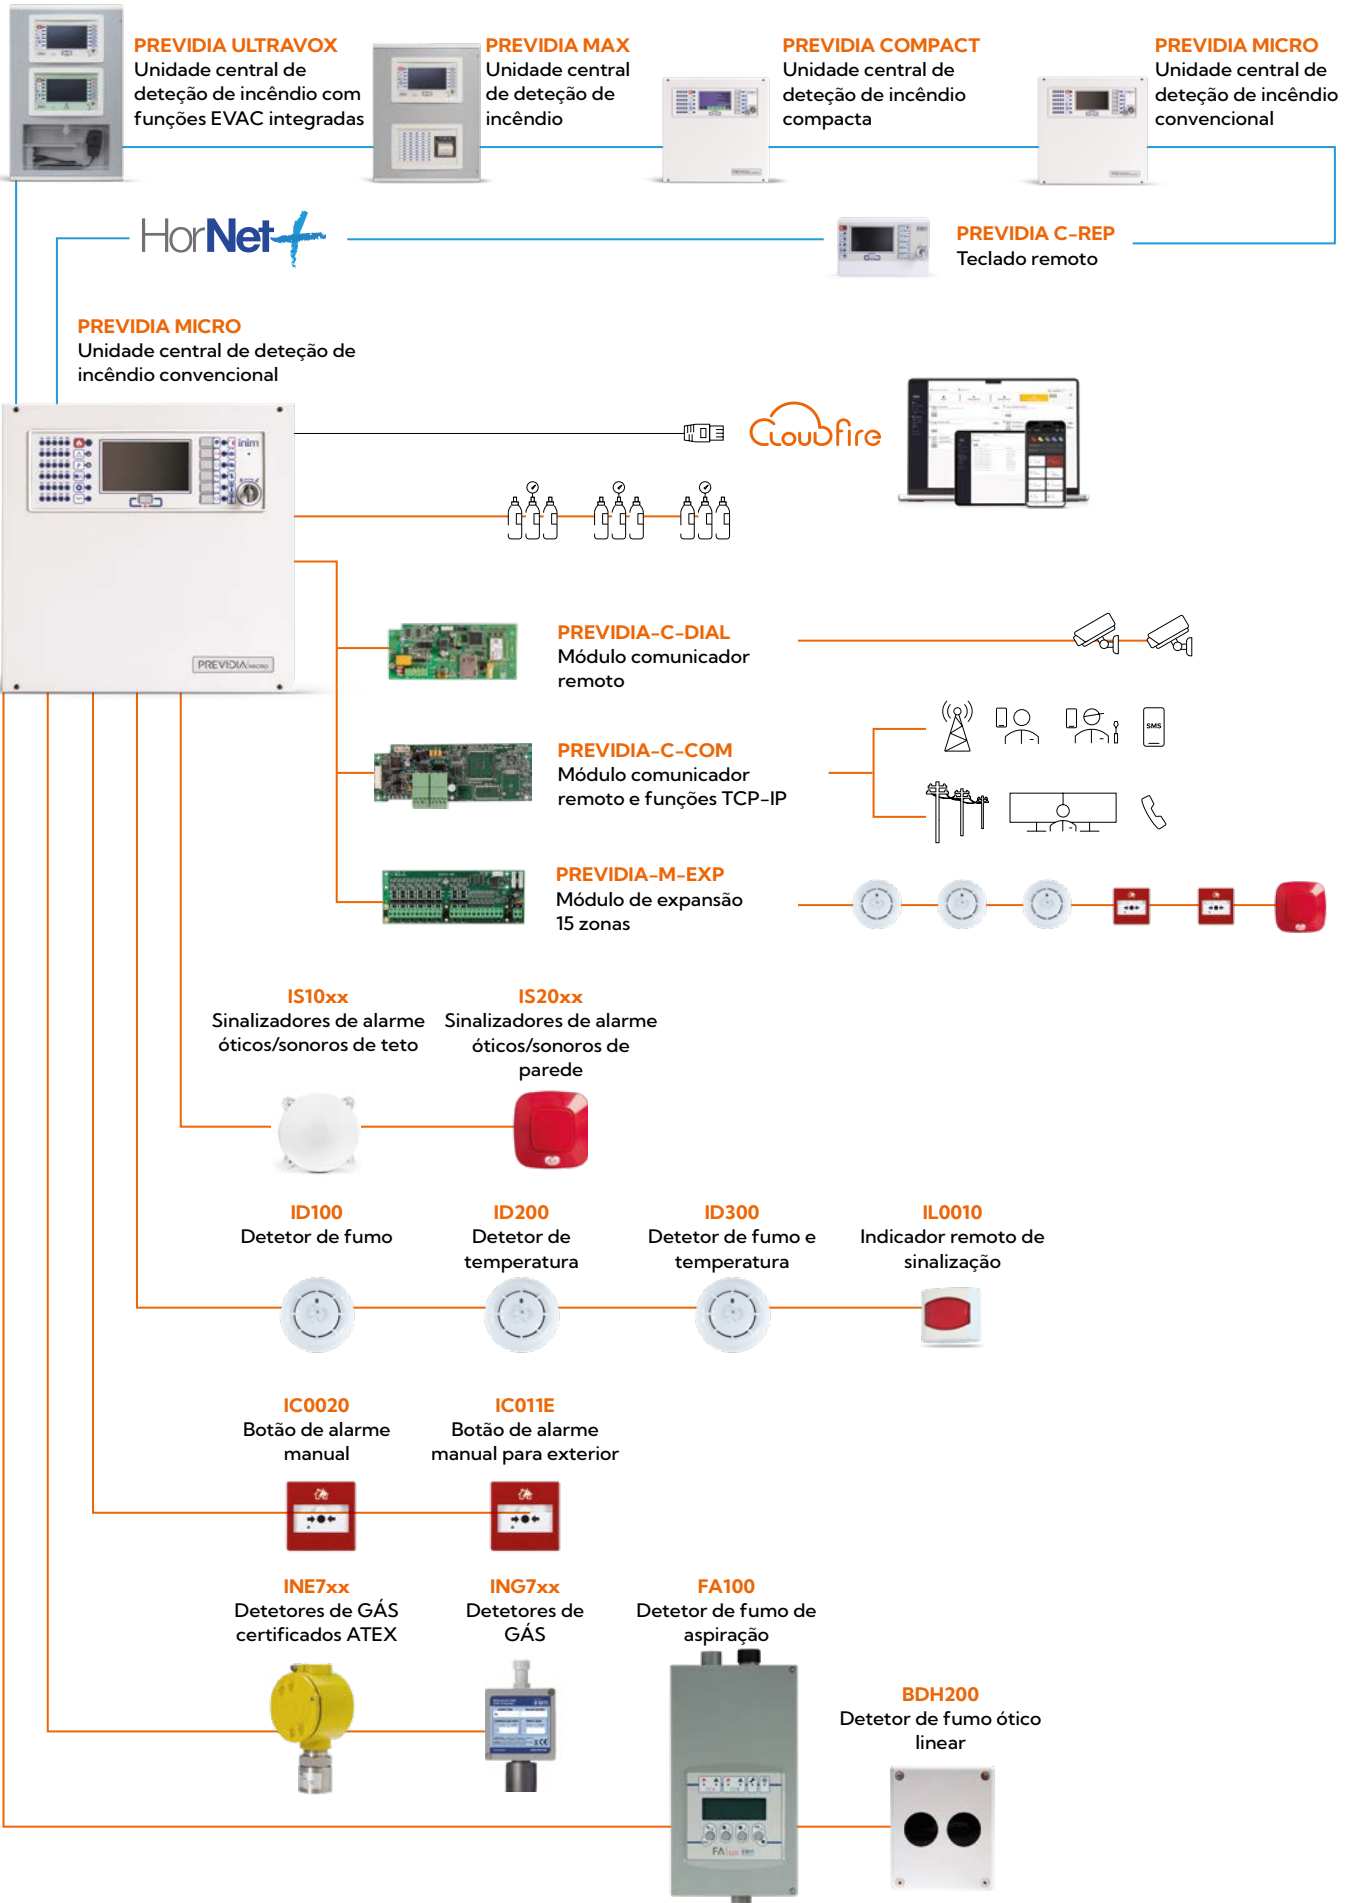 PREVIDIA ULTRAVOX
Unidade central de
deteção de incêndio com
funções EVAC integradas
PREVIDIA MAX
Unidade central
de deteção de
incêndio
PREVIDIA COMPACT
Unidade central de
deteção de incêndio
compacta
PREVIDIA MICRO
Unidade central de
deteção de incêndio
convencional
HorNet+
PREVIDIA C-REP
Teclado remoto
PREVIDIA MICRO
Unidade central de deteção de
incêndio convencional
inim
PREVIDIA MICRO
CLOUDfire
PREVIDIA-C-DIAL
Módulo comunicador
remoto
PREVIDIA-C-COM
Módulo comunicador
remoto e funções TCP-IP
SMS
PREVIDIA-M-EXP
Módulo de expansão
15 zonas
IS10xx
Sinalizadores de alarme
óticos/sonoros de teto
IS20xx
Sinalizadores de alarme
óticos/sonoros de
parede
ID100
Detetor de fumo
ID200
Detetor de
temperatura
ID300
Detetor de fumo e
temperatura
IL0010
Indicador remoto de
sinalização
IC0020
Botão de alarme
manual
IC011E
Botão de alarme
manual para exterior
INE7xx
Detetores de GÁS
certificados ATEX
ING7xx
Detetores de
GÁS
FA100
Detetor de fumo de
aspiração
BDH200
Detetor de fumo ótico
linear